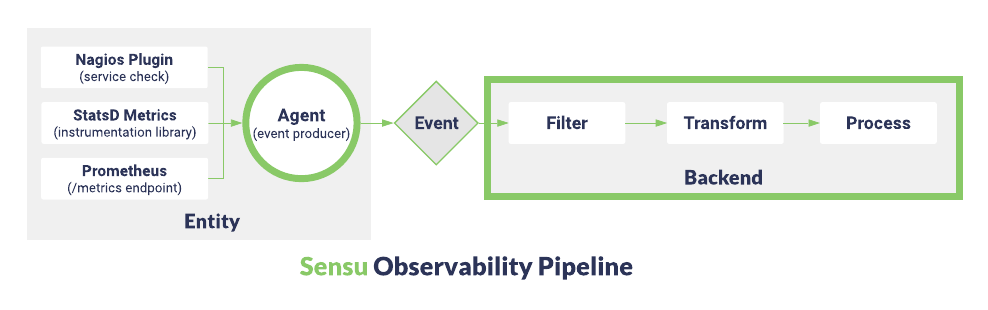 Nagios Plugin
(service check)
StatsD Metrics
(instrumentation library)
Prometheus
(/metrics endpoint)
Entity
Agent
(event producer)
Event
Filter
Transform
Process
Backend
Sensu Observability Pipeline